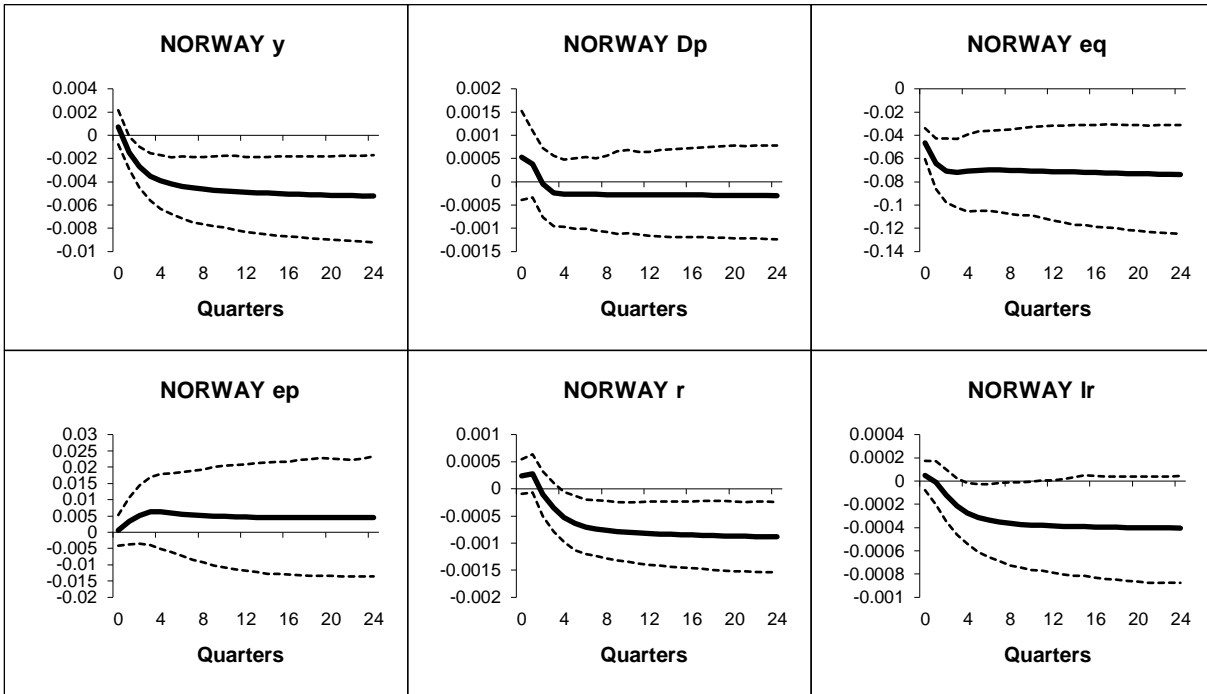 NORWAY y
0.004
0.002
0
-0.002
-0.004
-0.006
-0.008
-0.01
0 4 8 12 16 20 24
Quarters
NORWAY Dp
0.002
0.0015
0.001
0.0005
0
-0.0005
-0.001
-0.0015
0 4 8 12 16 20 24
Quarters
NORWAY eq
0
-0.02
-0.04
-0.06
-0.08
-0.1
-0.12
-0.14
0 4 8 12 16 20 24
Quarters
NORWAY ep
0.03
0.025
0.02
0.015
0.01
0.005
0
-0.005
-0.01
-0.015
-0.02
0 4 8 12 16 20 24
Quarters
NORWAY r
0.001
0.0005
0
-0.0005
-0.001
-0.0015
-0.002
0 4 8 12 16 20 24
Quarters
NORWAY lr
0.0004
0.0002
0
-0.0002
-0.0004
-0.0006
-0.0008
-0.001
0 4 8 12 16 20 24
Quarters